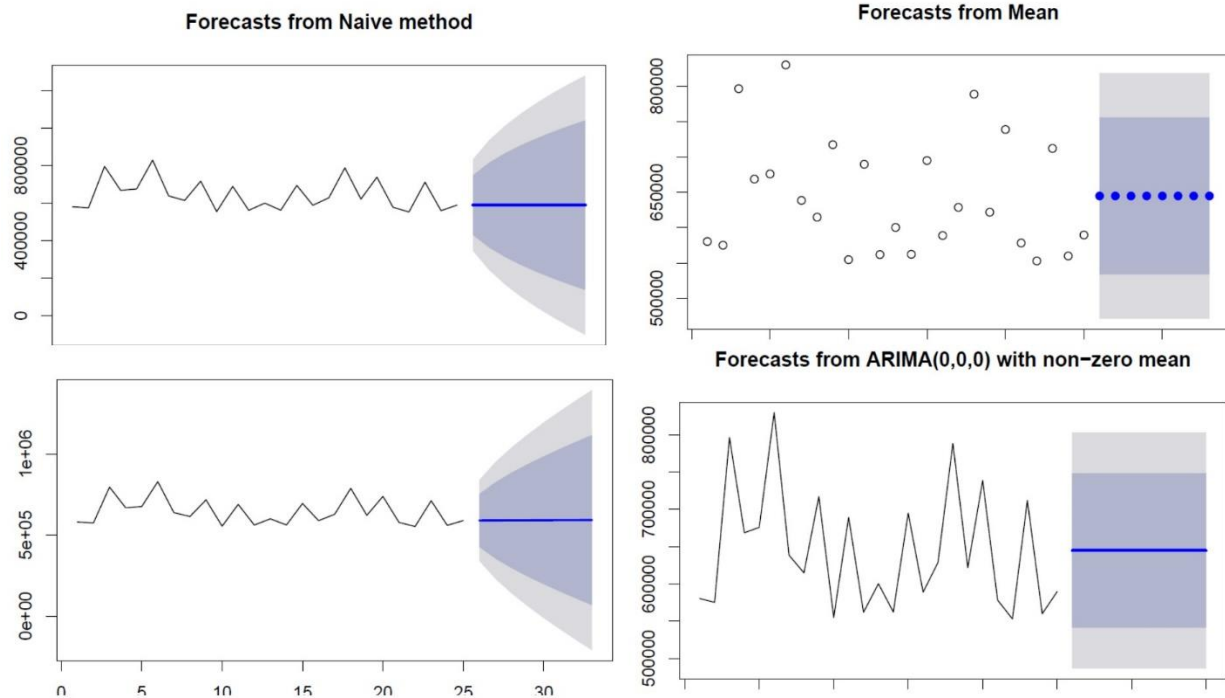 Forecasts from Naive method
800000
400000
0
Forecasts from Mean
800000
650000
500000
1e+06
5e+05
0e+00
0 5 10 15 20 25 30
Forecasts from ARIMA(0,0,0) with non−zero mean
800000
700000
600000
500000